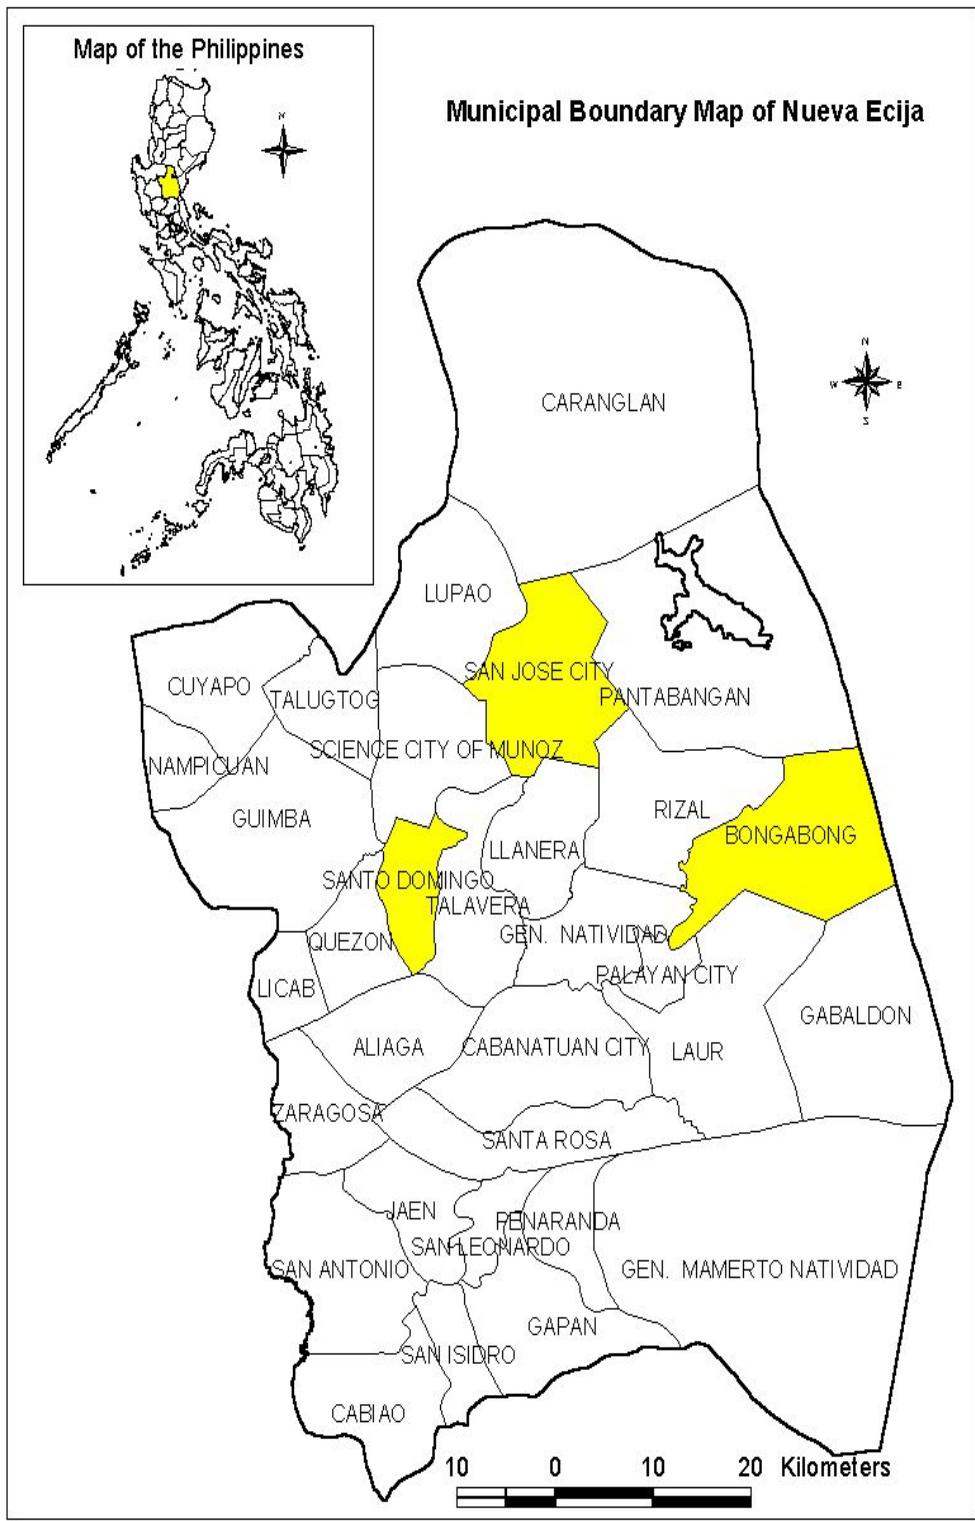 Map of the Philippines
N
Municipal Boundary Map of Nueva Ecija
N
W E
S
CARANGLAN
LUPAO
SAN JOSE CITY
CUYAPO
TALUGTOG
PANTABANGAN
SCIENCE CITY OF MUNOZ
NAMPICUAN
GUIMBA
RIZAL
BONGABONG
LLANERA
SANTO DOMINGO
TALAVERA
QUEZON
GEN. NATIVIDAD
PALAYAN CITY
LICAB
GABALDON
ALIAGA
CABANATUAN CITY
LAUR
ZARAGOSA
SANTA ROSA
JAEN
PENARANDA
SAN LEONARDO
SAN ANTONIO
GEN. MAMERTO NATIVIDAD
GAPAN
SAN ISIDRO
CABIAO
10 0 10 20 Kilometers